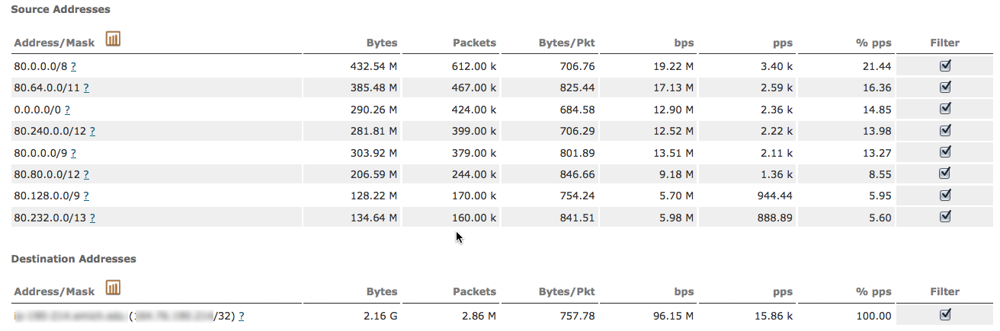 Source Addresses
Address/Mask Bytes Packets Bytes/Pkt bps pps % pps Filter
80.0.0.0/8 ? 432.54 M 612.00 k 706.76 19.22 M 3.40 k 21.44
80.64.0.0/11 ? 385.48 M 467.00 k 825.44 17.13 M 2.59 k 16.36
0.0.0.0/0 ? 290.26 M 424.00 k 684.58 12.90 M 2.36 k 14.85
80.240.0.0/12 ? 281.81 M 399.00 k 706.29 12.52 M 2.22 k 13.98
80.0.0.0/9 ? 303.92 M 379.00 k 801.89 13.51 M 2.11 k 13.27
80.80.0.0/12 ? 206.59 M 244.00 k 846.66 9.18 M 1.36 k 8.55
80.128.0.0/9 ? 128.22 M 170.00 k 754.24 5.70 M 944.44 5.95
80.232.0.0/13 ? 134.64 M 160.00 k 841.51 5.98 M 888.89 5.60
Destination Addresses
Address/Mask Bytes Packets Bytes/Pkt bps pps % pps Filter
/32) ? 2.16 G 2.86 M 757.78 96.15 M 15.86 k 100.00